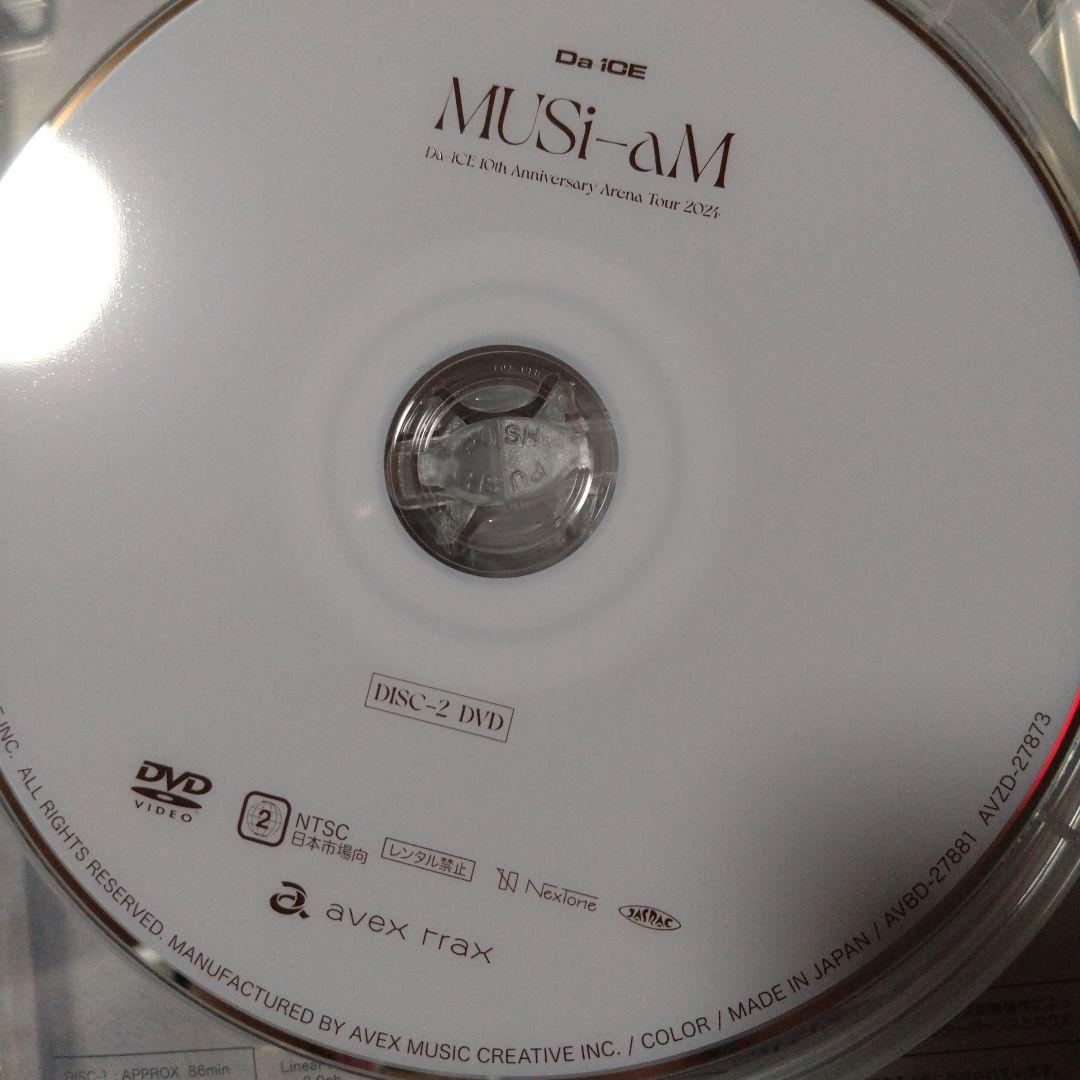 Da iCE
MUSi-aM
Da-iCE 10th Anniversary Arena Tour 2024
PUSH
PUSH
DISC-2 DVD
DVD
VIDEO
2
NTSC
日本市場向
レンタル禁止
NexTone
JASRAC
avex trax
INC. ALL RIGHTS RESERVED. MANUFACTURED BY AVEX MUSIC CREATIVE INC. / COLOR / MADE IN JAPAN / AVBD-27881 AVZD-27873
DISC-1 : APPROX 86min
Linear